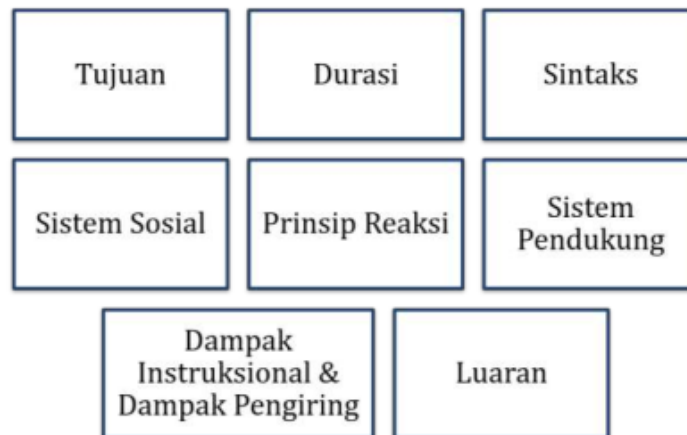 Tujuan
Durasi
Sintaks
Sistem Sosial
Prinsip Reaksi
Sistem
Pendukung
Dampak
Instruksional &
Dampak Pengiring
Luaran